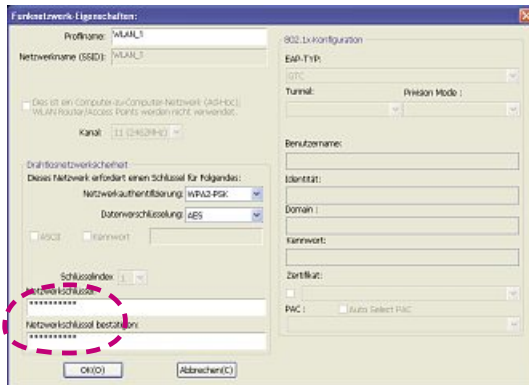 Funknetzwerk-Eigenschaften:
Profilname: WLAN_1
Netzwerkname (SSID): WLAN_1
Dies ist ein Computer-zu-Computer-Netzwerk (AdHoc);
WLAN Router/Access Points werden nicht verwendet.
Kanal: 11 (2462MHz)
Drahtlosnetzwerksicherheit
Dieses Netzwerk erfordert einen Schlüssel für Folgendes:
Netzwerkauthentifizierung: WPA2-PSK
Datenverschlüsselung: AES
ASCII Kennwort
Schlüsselindex: 1
Netzwerkschlüssel:
**********
Netzwerkschlüssel bestätigen:
**********
OK(O) Abbrechen(C)
802.1x-Konfiguration
EAP-TYP:
GTC
Tunnel: Provision Mode :
Benutzername:
Identität:
Domain :
Kennwort:
Zertifikat:
PAC : Auto Select PAC